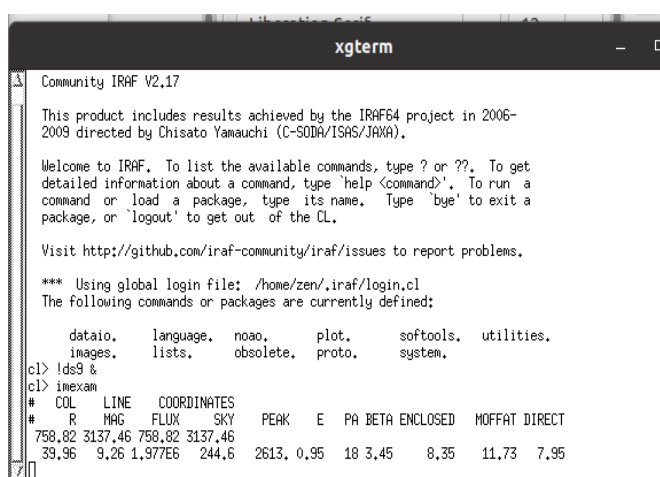 xgterm
Community IRAF V2.17
This product includes results achieved by the IRAF64 project in 2006-
2009 directed by Chisato Yamauchi (C-SODA/ISAS/JAXA).
Welcome to IRAF. To list the available commands, type ? or ??. To get
detailed information about a command, type `help <command>'. To run a
command or load a package, type its name. Type `bye' to exit a
package, or `logout' to get out of the CL.
Visit http://github.com/iraf-community/iraf/issues to report problems.
*** Using global login file: /home/zen/.iraf/login.cl
The following commands or packages are currently defined:
dataio. language. noao. plot. softools. utilities.
images. lists. obsolete. proto. system.
cl> !ds9 &
cl> imexam
# COL LINE COORDINATES
# R MAG FLUX SKY PEAK E PA BETA ENCLOSED MOFFAT DIRECT
758.82 3137.46 758.82 3137.46
39.96 9.26 1.977E6 244.6 2613. 0.95 18 3.45 8.35 11.73 7.95